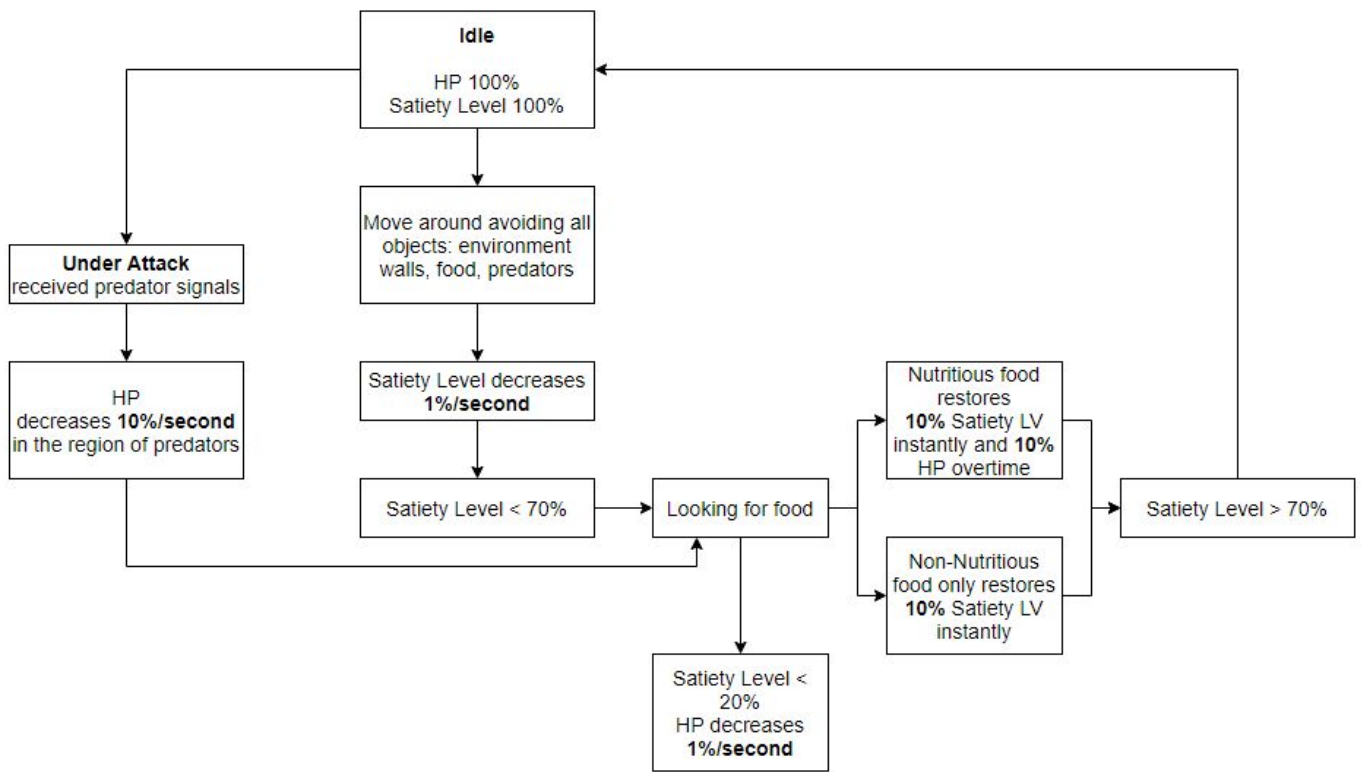 Idle
HP 100%
Satiety Level 100%
Move around avoiding all
objects: environment
walls, food, predators
Under Attack
received predator signals
HP
decreases 10%/second
in the region of predators
Satiety Level decreases
1%/second
Satiety Level < 70%
Looking for food
Nutritious food
restores
10% Satiety LV
instantly and 10%
HP overtime
Non-Nutritious
food only restores
10% Satiety LV
instantly
Satiety Level > 70%
Satiety Level <
20%
HP decreases
1%/second